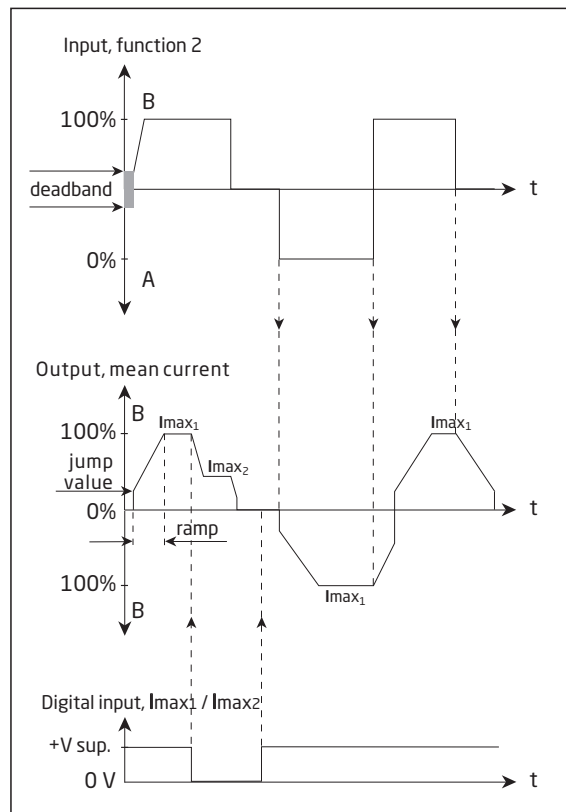 Input, function 2
B
100%
deadband
t
0%
A
Output, mean current
B
Imax1
Imax1
100%
jump
value
Imax2
0%
t
ramp
100%
Imax1
B
Digital input, Imax1 / Imax2
+V sup.
0 V
t